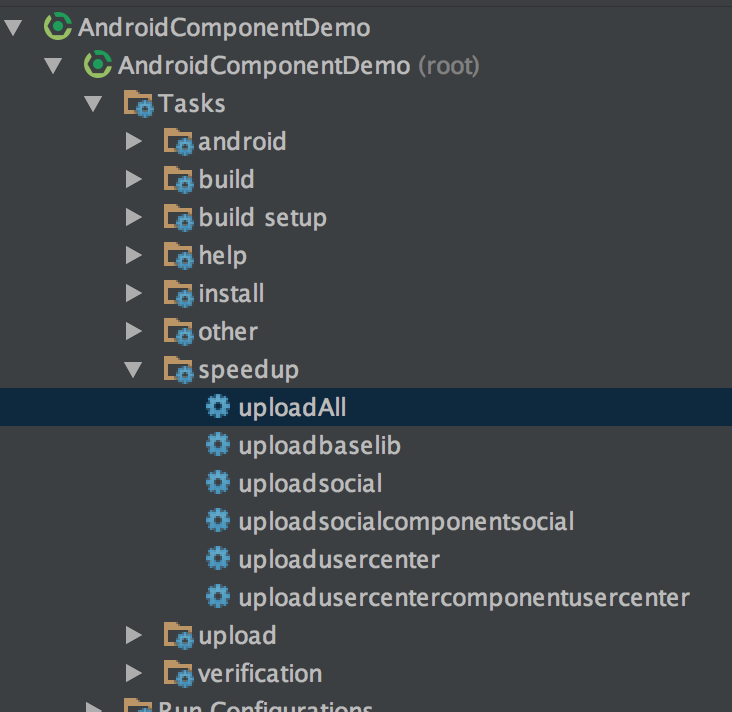 AndroidComponentDemo
AndroidComponentDemo (root)
Tasks
android
build
build setup
help
install
other
speedup
uploadAll
uploadbaselib
uploadsocial
uploadsocialcomponentsocial
uploadusercenter
uploadusercentercomponentusercenter
upload
verification
Run Configurations